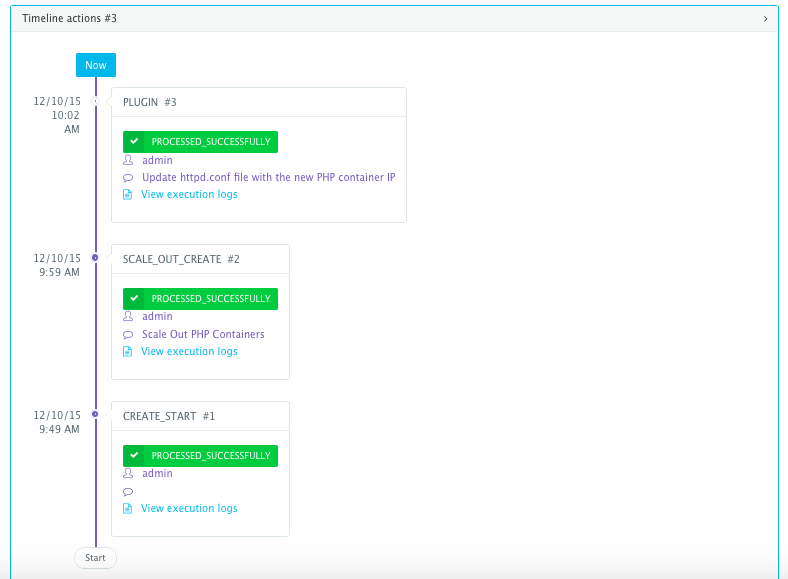 Timeline actions #3
Now
12/10/15
10:02
AM
PLUGIN #3
PROCESSED_SUCCESSFULLY
admin
Update httpd.conf file with the new PHP container IP
View execution logs
12/10/15
9:59 AM
SCALE_OUT_CREATE #2
PROCESSED_SUCCESSFULLY
admin
Scale Out PHP Containers
View execution logs
12/10/15
9:49 AM
CREATE_START #1
PROCESSED_SUCCESSFULLY
admin
View execution logs
Start